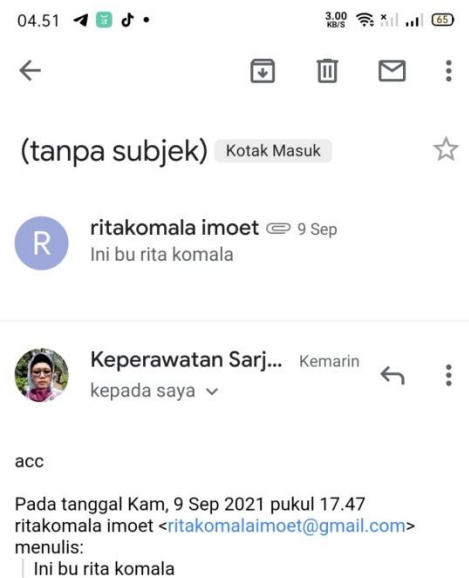 04.51 3.00 KB/S 65
(tanpa subjek) Kotak Masuk
R
ritakomala imoet 9 Sep
Ini bu rita komala
Keperawatan Sarj... Kemarin
kepada saya
acc
Pada tanggal Kam, 9 Sep 2021 pukul 17.47
ritakomala imoet <ritakomalaimoet@gmail.com>
menulis:
Ini bu rita komala